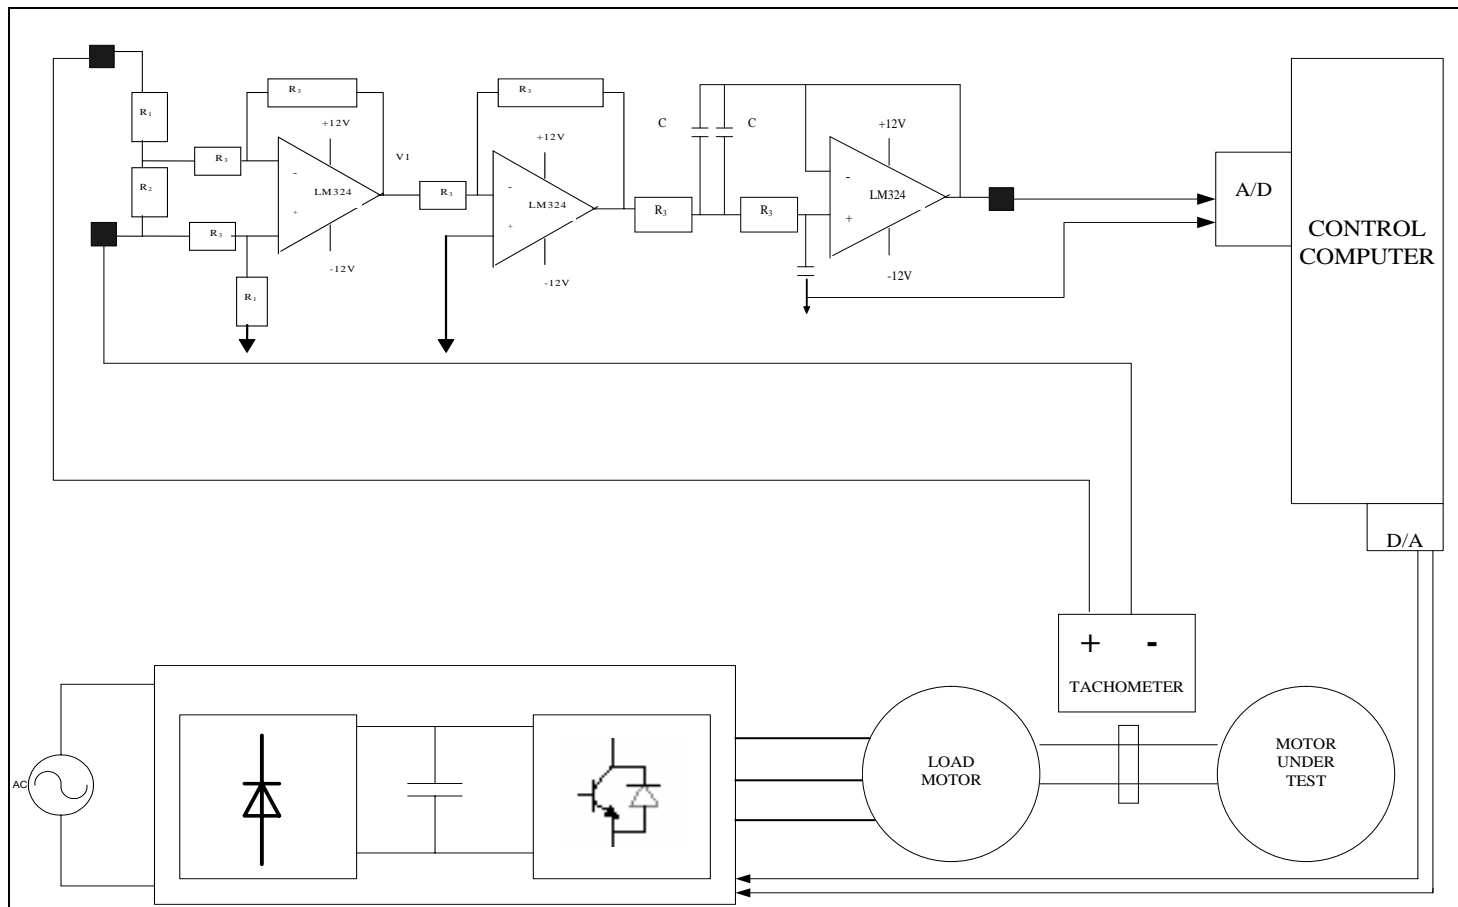 R₃
R₃
R₁
+12V
+12V
C
C
+12V
A/D
V1
R₃
-
LM324
R₂
R₃
-
LM324
-
LM324
+
R₃
+
R₃
R₃
+
CONTROL
COMPUTER
-12V
-12V
-12V
R₁
D/A
+ -
TACHOMETER
AC
LOAD
MOTOR
MOTOR
UNDER
TEST